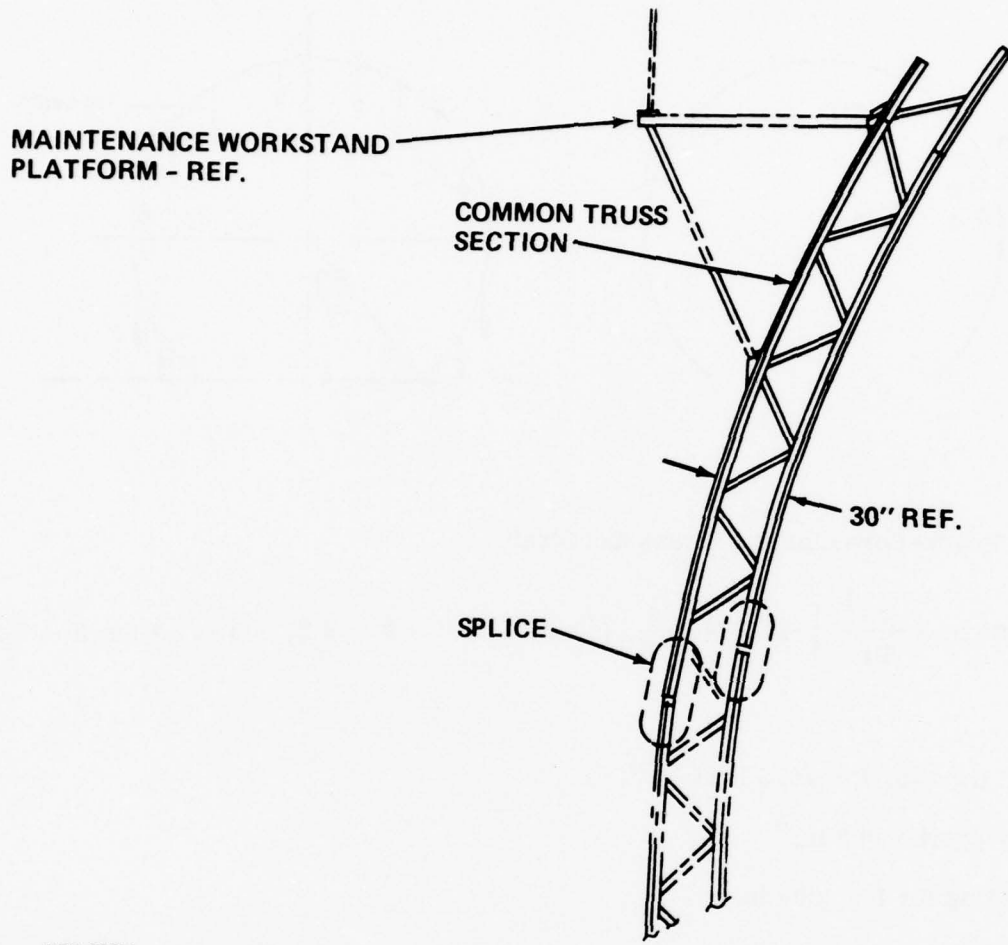 MAINTENANCE WORKSTAND
PLATFORM - REF.
COMMON TRUSS
SECTION
30" REF.
SPLICE